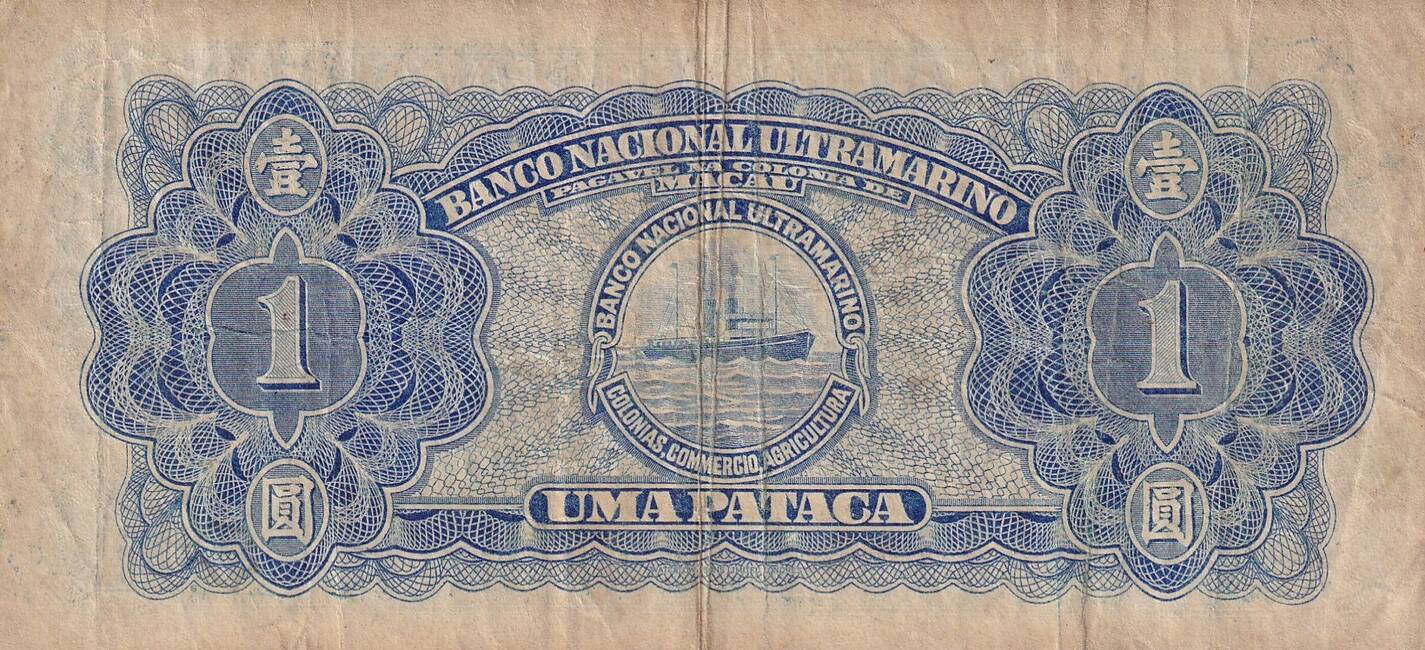 BANCO NACIONAL ULTRAMARINO
PAGAVEL NA COLONIA DE
MACAU
壹
1
圓
BANCO NACIONAL ULTRAMARINO
COLONIAS, COMMERCIO, AGRICULTURA
UMA PATACA
壹
1
圓